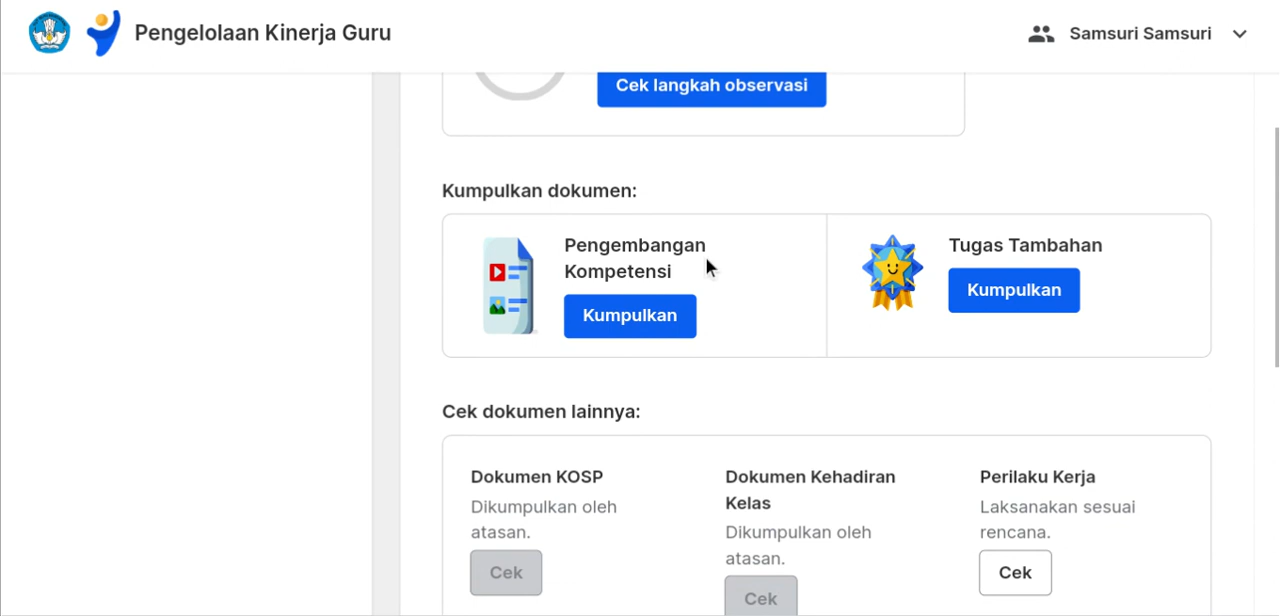 Pengelolaan Kinerja Guru
Samsuri Samsuri
Cek langkah observasi
Kumpulkan dokumen:
Pengembangan
Kompetensi
Kumpulkan
Tugas Tambahan
Kumpulkan
Cek dokumen lainnya:
Dokumen KOSP
Dikumpulkan oleh
atasan.
Cek
Dokumen Kehadiran
Kelas
Dikumpulkan oleh
atasan.
Cek
Perilaku Kerja
Laksanakan sesuai
rencana.
Cek